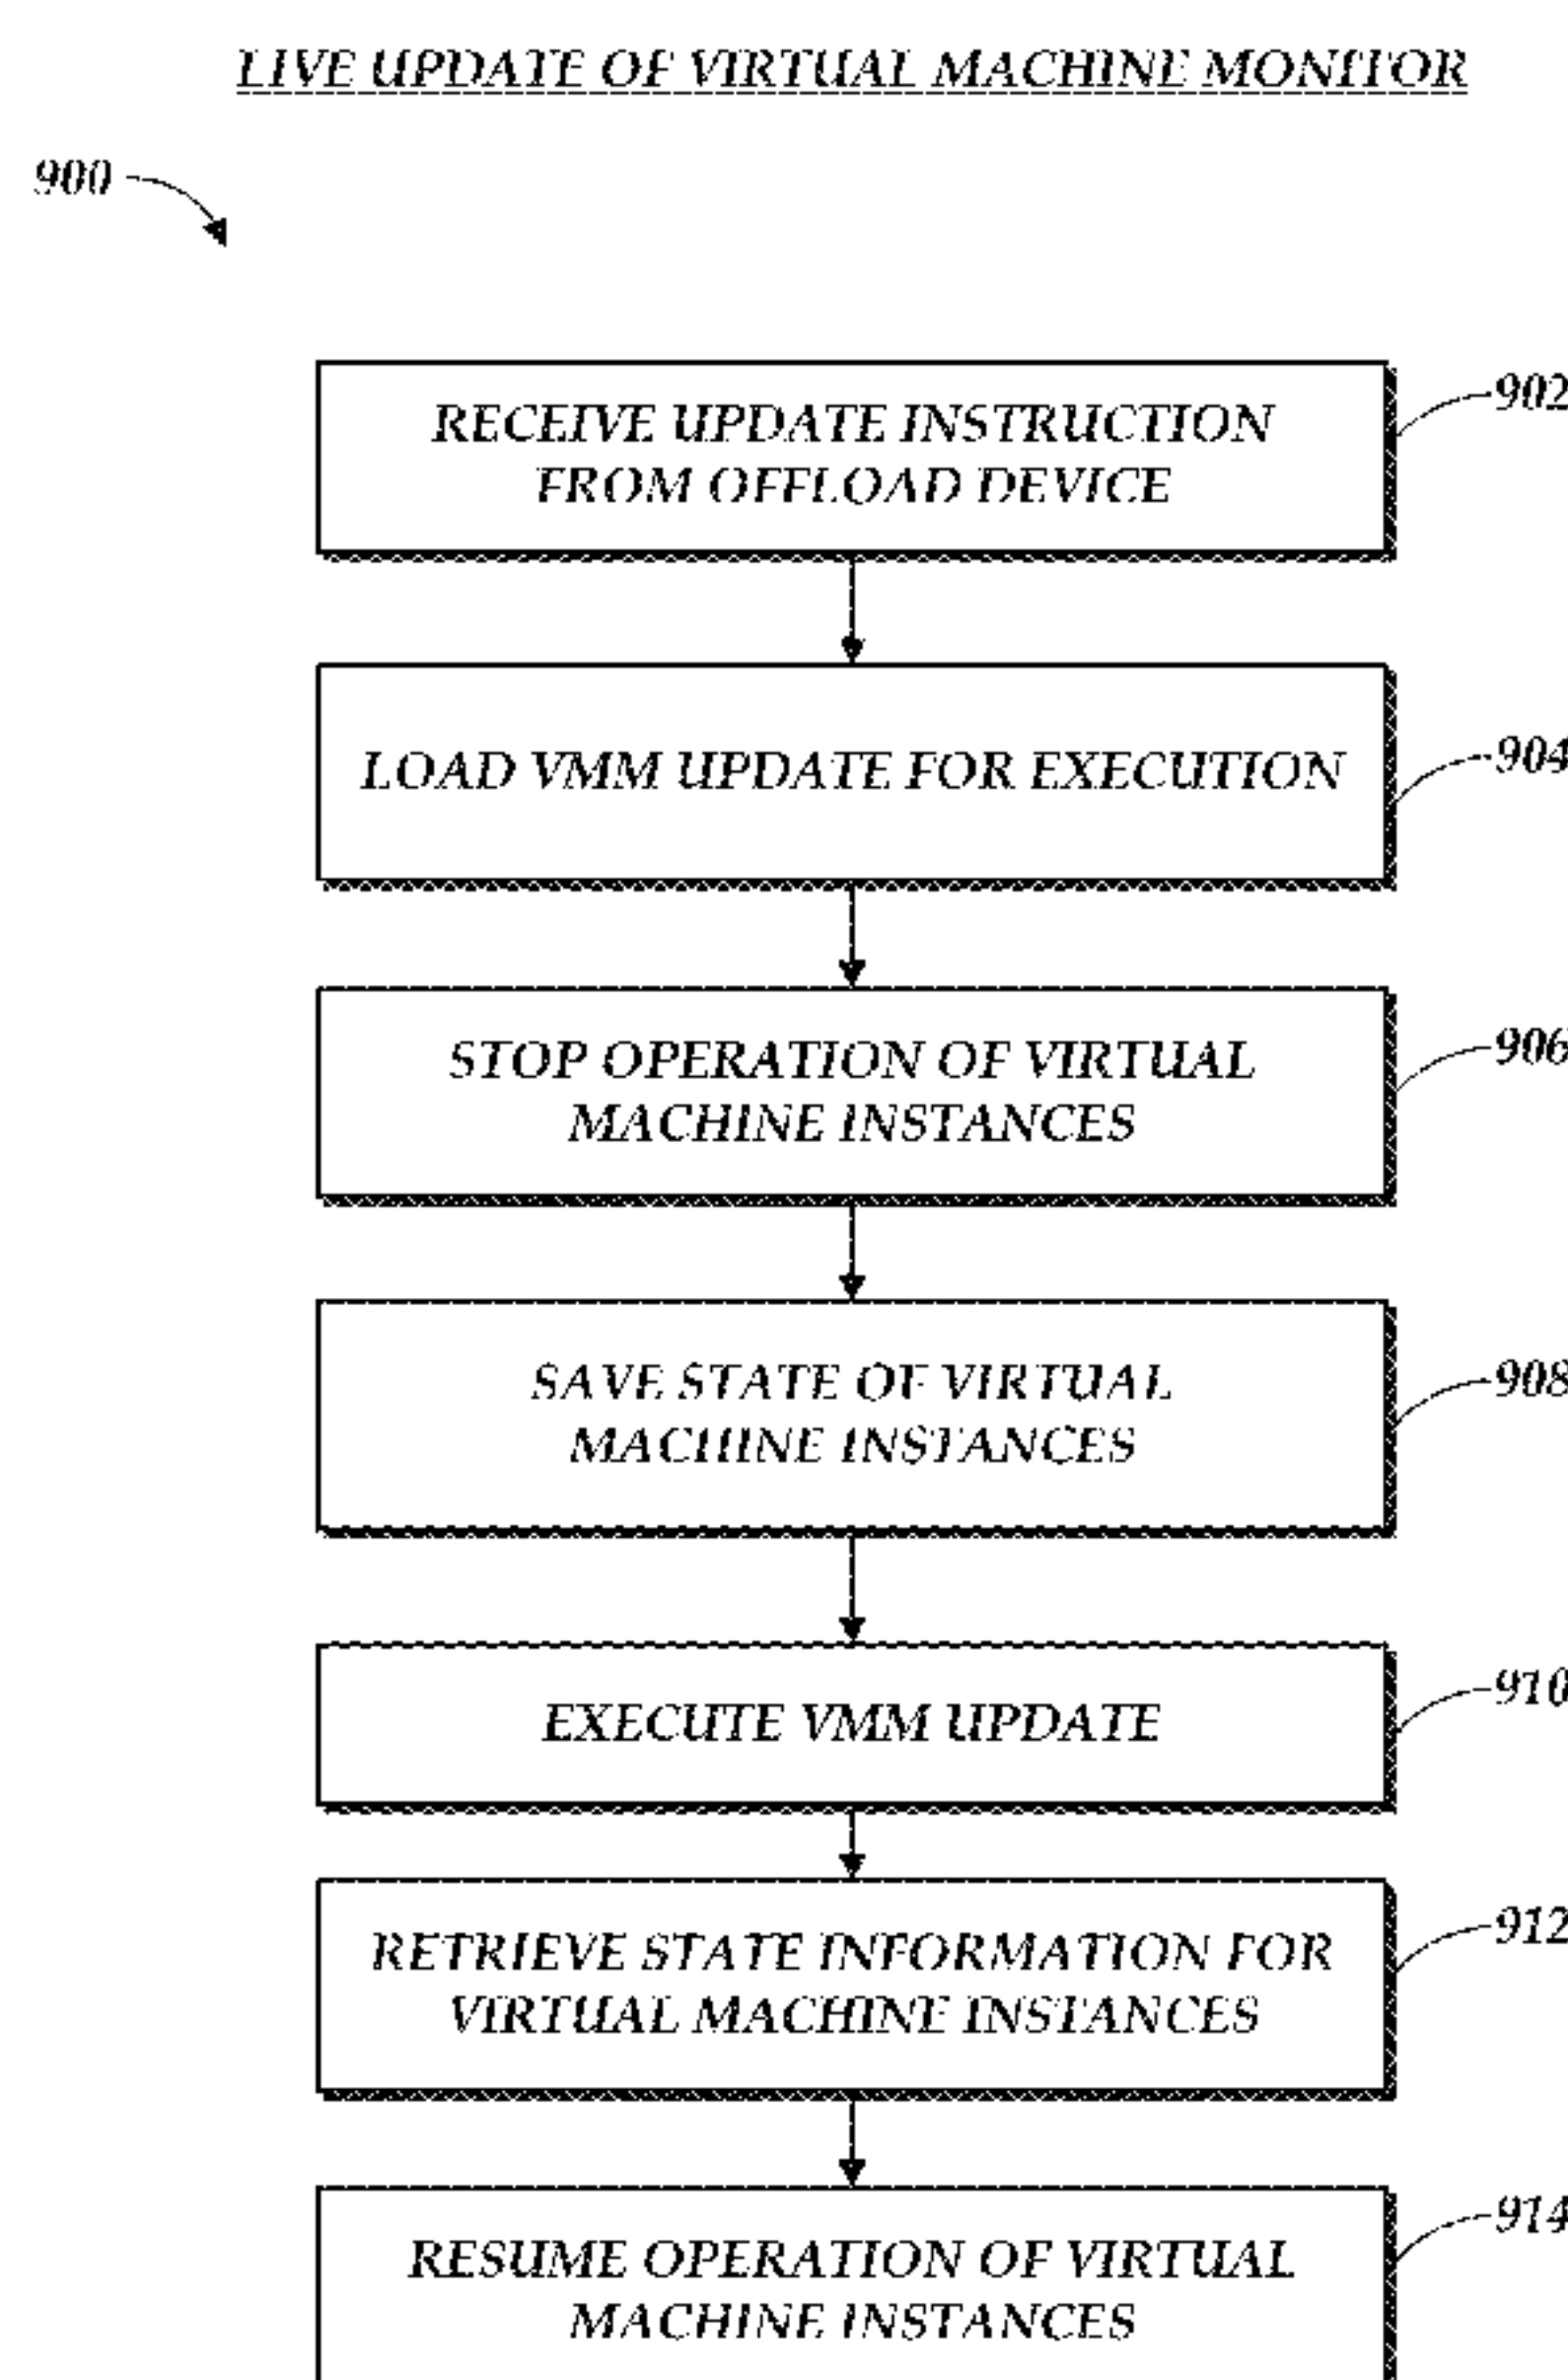 LIVE UPDATE OF VIRTUAL MACHINE MONITOR
900
RECEIVE UPDATE INSTRUCTION
FROM OFFLOAD DEVICE
902
LOAD VMM UPDATE FOR EXECUTION
904
STOP OPERATION OF VIRTUAL
MACHINE INSTANCES
906
SAVE STATE OF VIRTUAL
MACHINE INSTANCES
908
EXECUTE VMM UPDATE
910
RETRIEVE STATE INFORMATION FOR
VIRTUAL MACHINE INSTANCES
912
RESUME OPERATION OF VIRTUAL
MACHINE INSTANCES
914